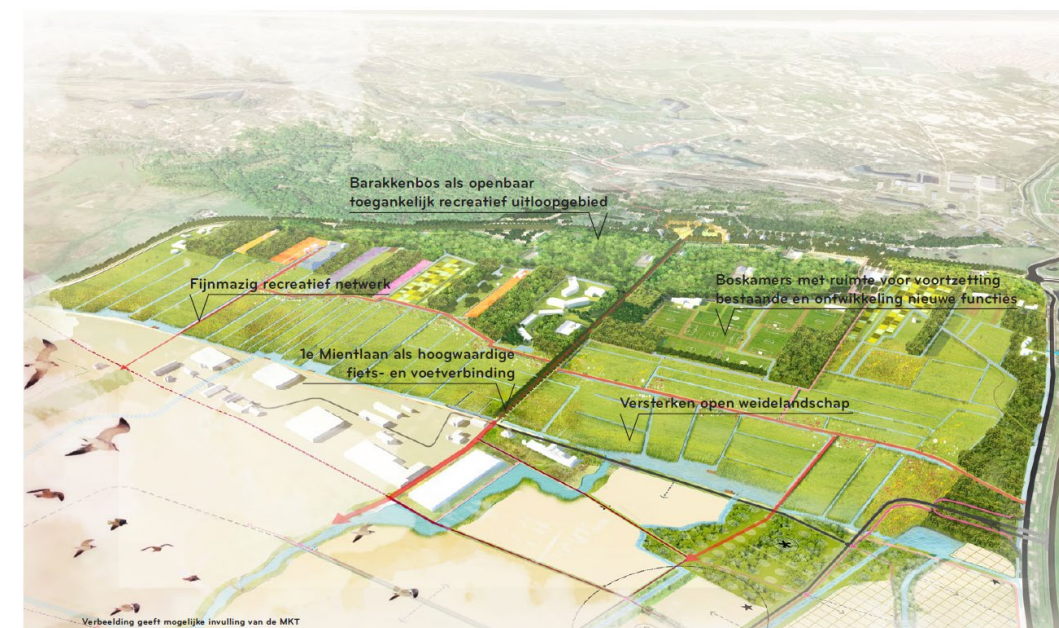 Barakkenbos als openbaar
toegankelijk recreatief uitloopgebied
Fijnmazig recreatief netwerk
Boskamers met ruimte voor voortzetting
bestaande en ontwikkeling nieuwe functies
1e Mientlaan als hoogwaardige
fiets- en voetverbinding
Versterken open weidelandschap
Verbeelding geeft mogelijke invulling van de MKT